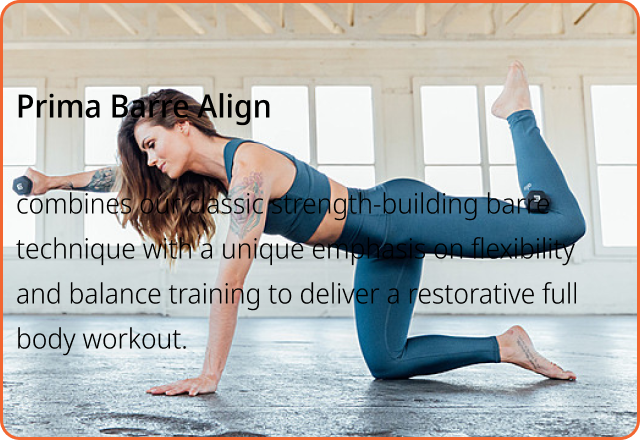 Prima Barre Align
combines our classic strength-building barre
technique with a unique emphasis on flexibility
and balance training to deliver a restorative full
body workout.